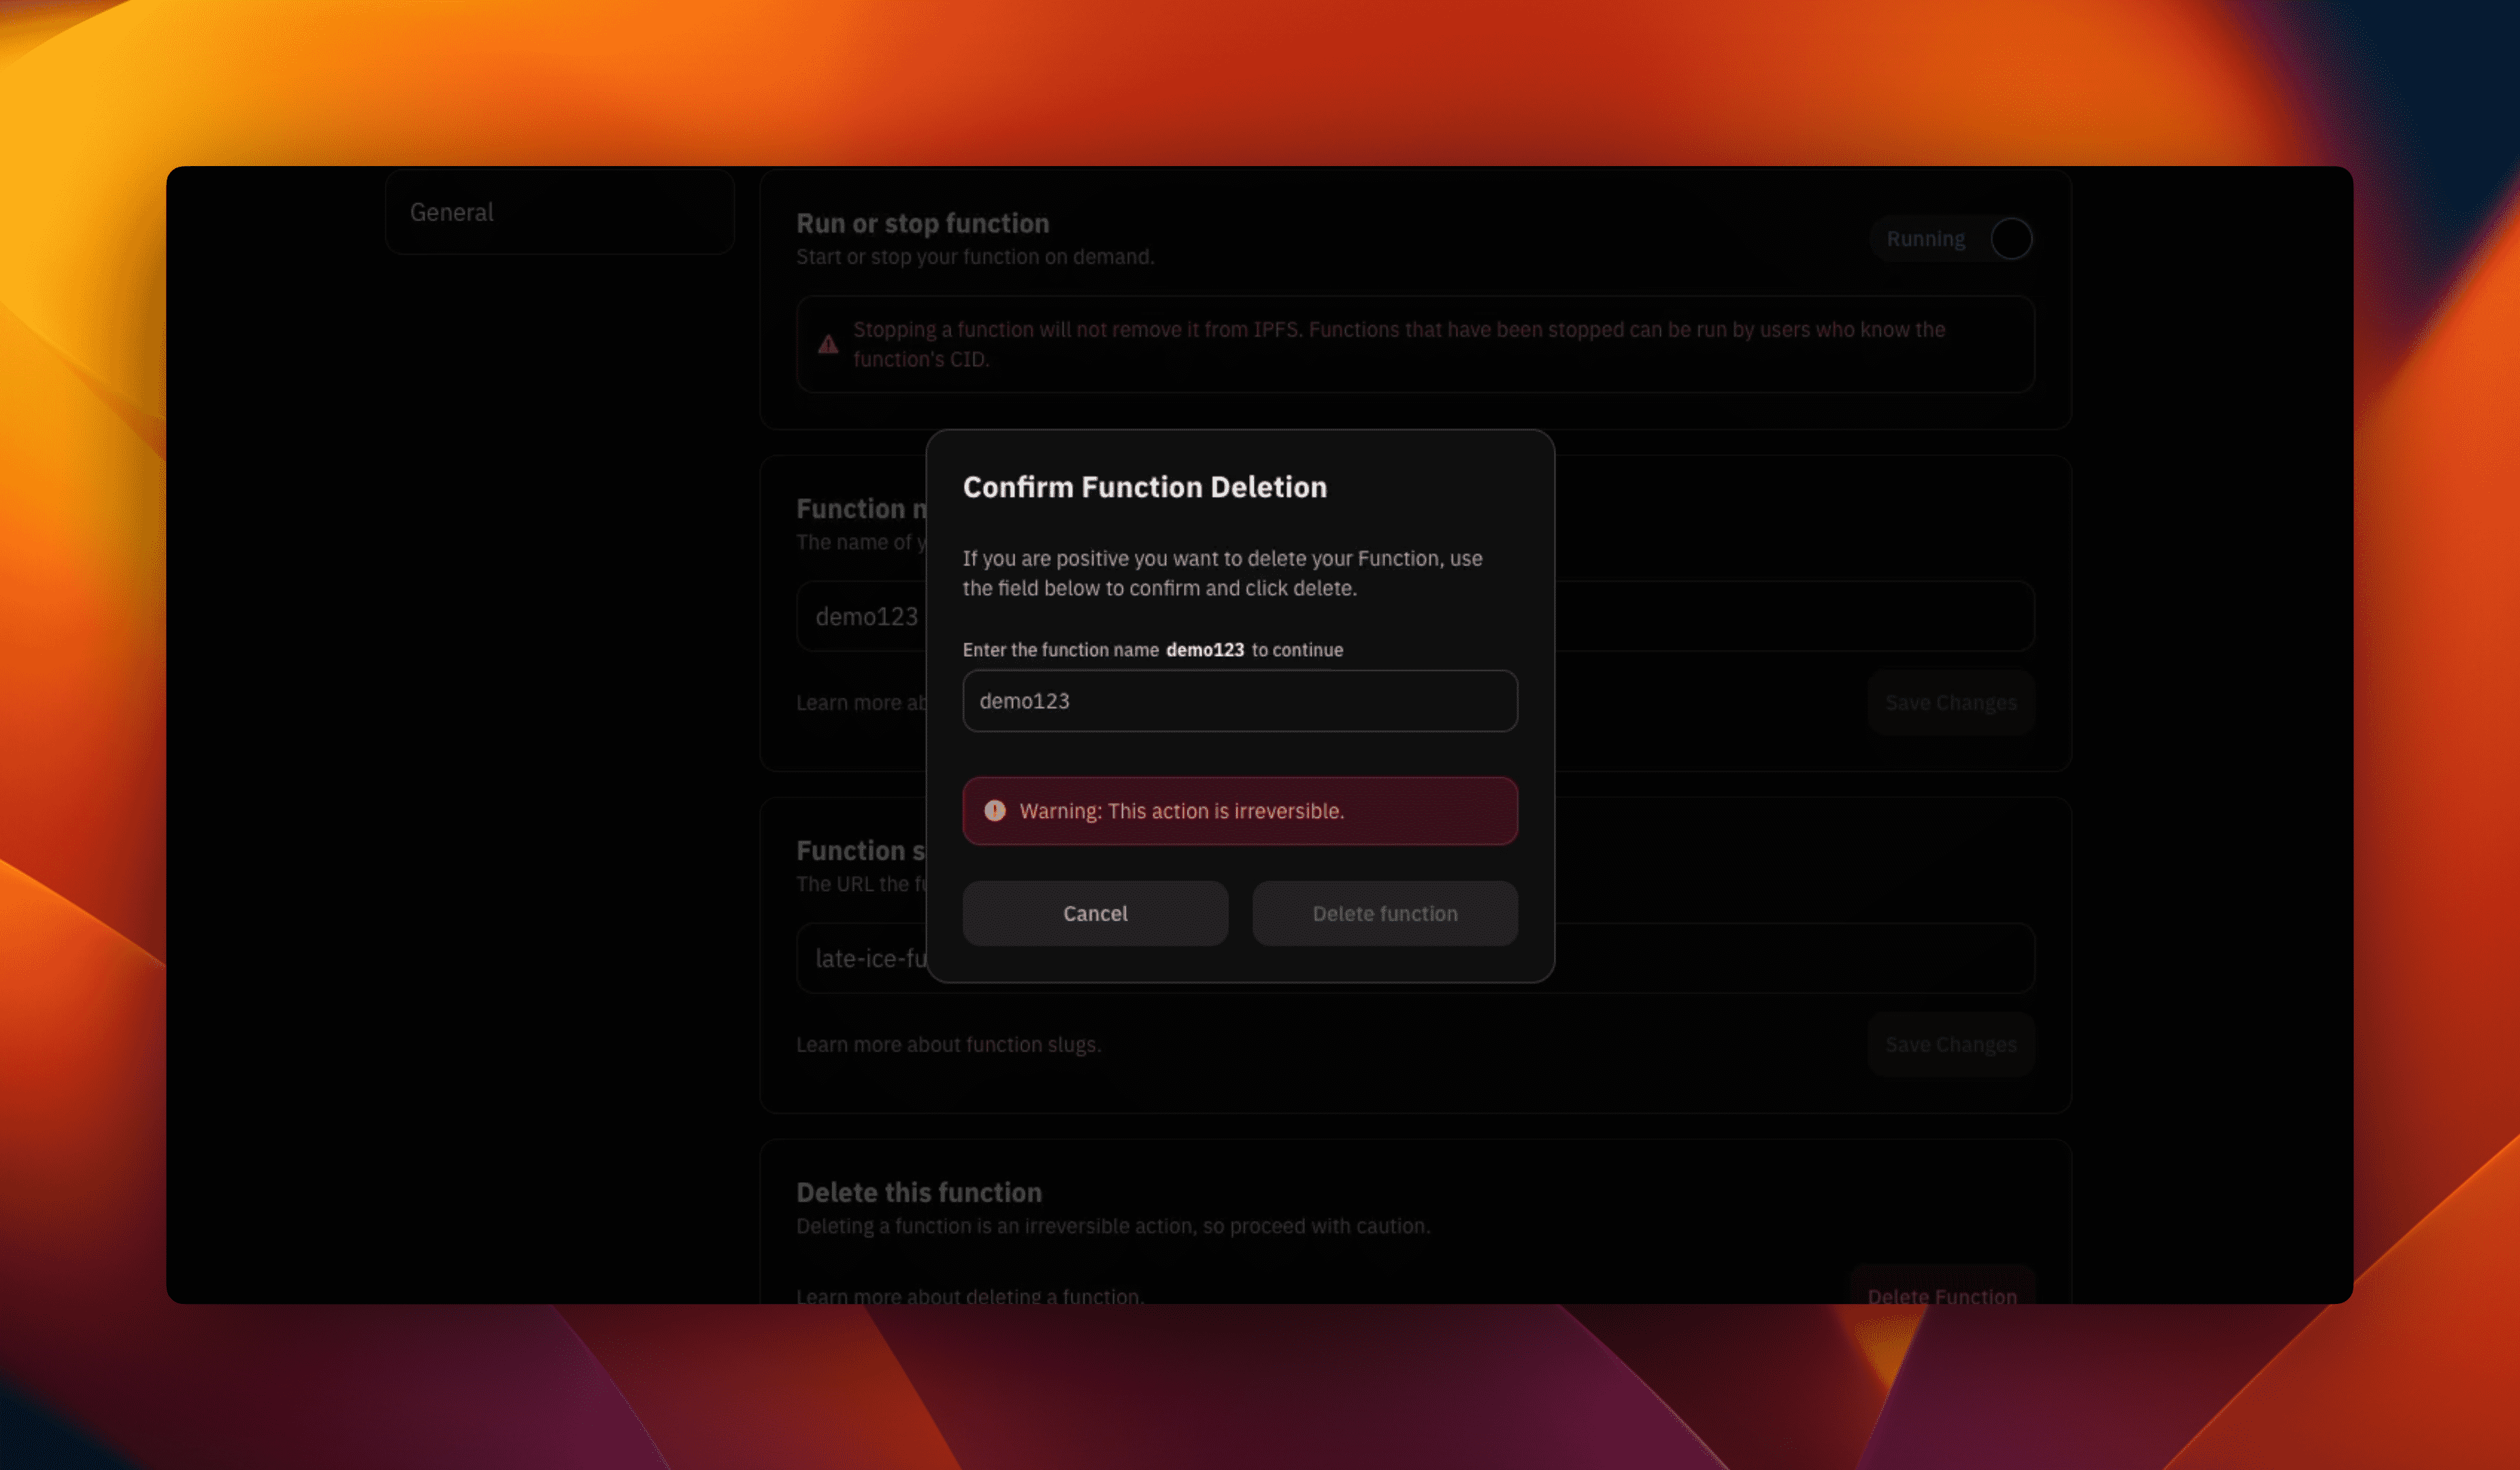 General
Run or stop function
Start or stop your function on demand.
Running
Stopping a function will not remove it from IPFS. Functions that have been stopped can be run by users who know the
function's CID.
Function n
The name of y
demo123
Learn more ab
Save Changes
Confirm Function Deletion
If you are positive you want to delete your Function, use
the field below to confirm and click delete.
Enter the function name demo123 to continue
demo123
Warning: This action is irreversible.
Cancel
Delete function
Function s
The URL the fu
late-ice-fu
Learn more about function slugs.
Save Changes
Delete this function
Deleting a function is an irreversible action, so proceed with caution.
Learn more about deleting a function.
Delete Function